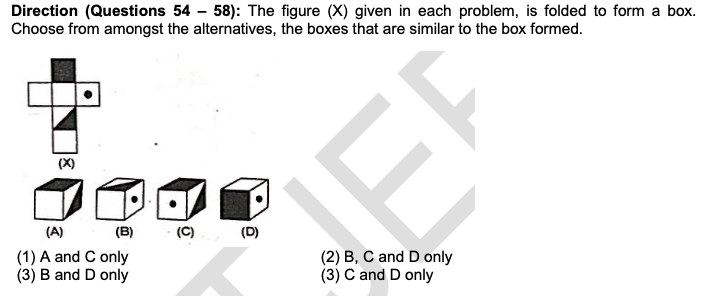 Direction (Questions 54 – 58): The figure (X) given in each problem, is folded to form a box.
Choose from amongst the alternatives, the boxes that are similar to the box formed.
(X)
(A) (B) (C) (D)
(1) A and C only (2) B, C and D only
(3) B and D only (3) C and D only